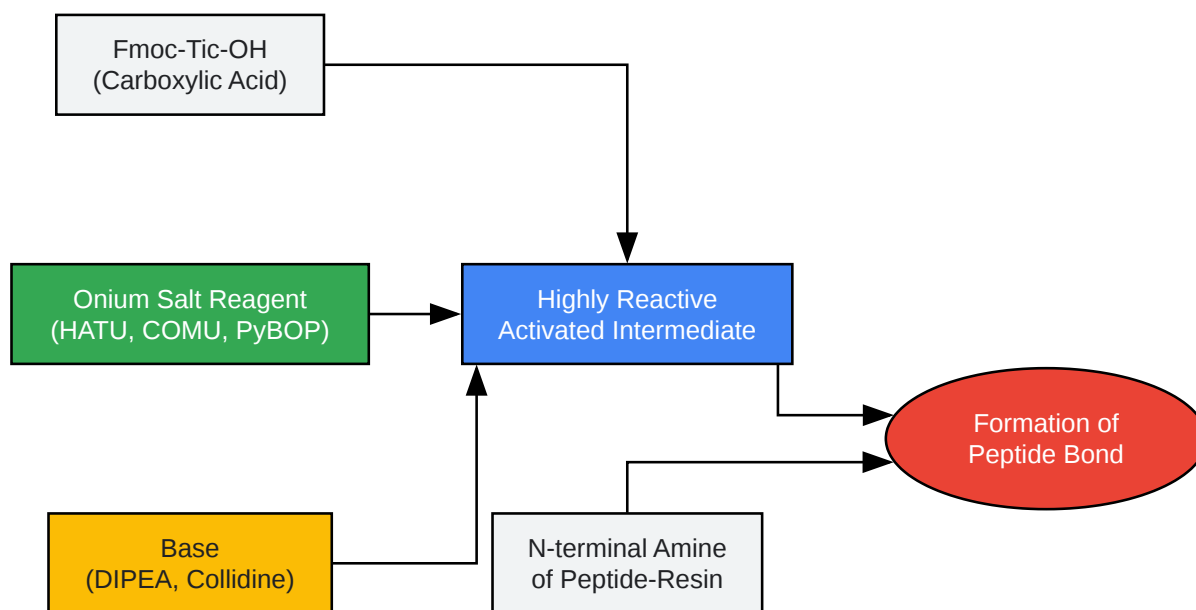 Fmoc-Tic-OH
(Carboxylic Acid)
Onium Salt Reagent
(HATU, COMU, PyBOP)
Highly Reactive
Activated Intermediate
Formation of
Peptide Bond
Base
(DIPEA, Collidine)
N-terminal Amine
of Peptide-Resin